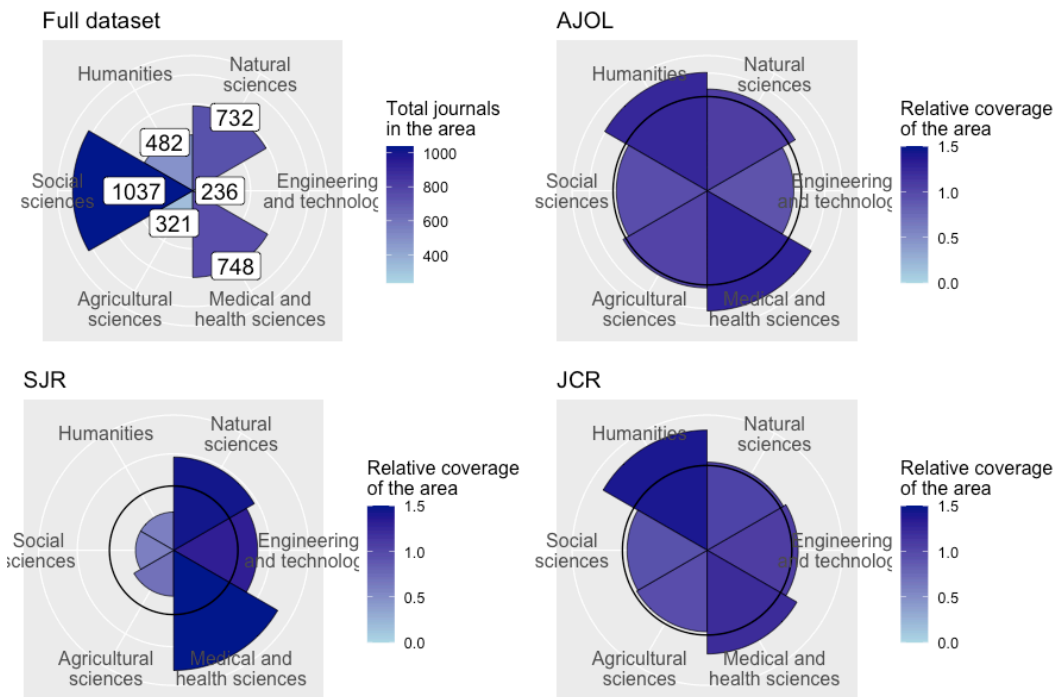 Full dataset
Humanities
Natural
sciences
732
482
Social
sciences
1037
236
Engineering
and technolog
321
748
Agricultural
sciences
Medical and
health sciences
Total journals
in the area
1000
800
600
400
AJOL
Humanities
Natural
sciences
Social
sciences
Engineering
and technolog
Agricultural
sciences
Medical and
health sciences
Relative coverage
of the area
1.5
1.0
0.5
0.0
SJR
Humanities
Natural
sciences
Social
sciences
Engineering
and technolog
Agricultural
sciences
Medical and
health sciences
Relative coverage
of the area
1.5
1.0
0.5
0.0
JCR
Humanities
Natural
sciences
Social
sciences
Engineering
and technolog
Agricultural
sciences
Medical and
health sciences
Relative coverage
of the area
1.5
1.0
0.5
0.0